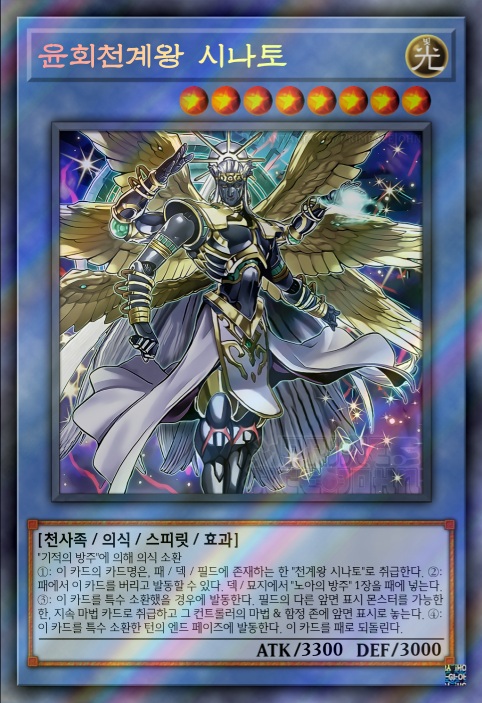 윤회천계왕 시나토
光
[천사족 / 의식 / 스피릿 / 효과]
"기적의 방주"에 의해 의식 소환
①: 이 카드의 카드명은, 패 / 덱 / 필드에 존재하는 한 "천계왕 시나토"로 취급한다. ②:
패에서 이 카드를 버리고 발동할 수 있다. 덱 / 묘지에서 "노아의 방주" 1장을 패에 넣는다.
③: 이 카드를 특수 소환했을 경우에 발동한다. 필드의 다른 앞면 표시 몬스터를 가능한
한, 지속 마법 카드로 취급하고 그 컨트롤러의 마법 & 함정 존에 앞면 표시로 놓는다. ④:
이 카드를 특수 소환한 턴의 엔드 페이즈에 발동한다. 이 카드를 패로 되돌린다.
ATK/3300 DEF/3000